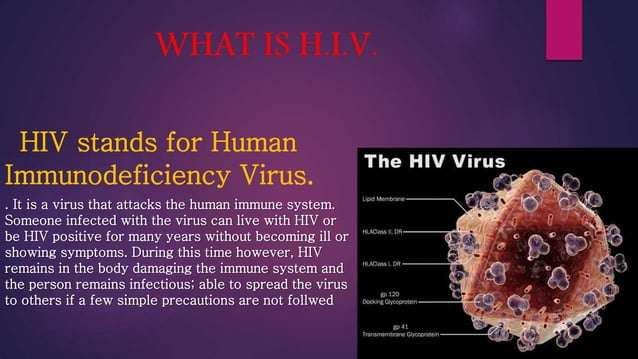 WHAT IS H.I.V.
HIV stands for Human
Immunodeficiency Virus.
. It is a virus that attacks the human immune system.
Someone infected with the virus can live with HIV or
be HIV positive for many years without becoming ill or
showing symptoms. During this time however, HIV
remains in the body damaging the immune system and
the person remains infectious; able to spread the virus
to others if a few simple precautions are not follwed
The HIV Virus
Lipid Membrane
HLAClass II, DR
HLAClass I, DR
gp 120
Docking Glycoprotein
gp 41
Transmembrane Glycoprotein